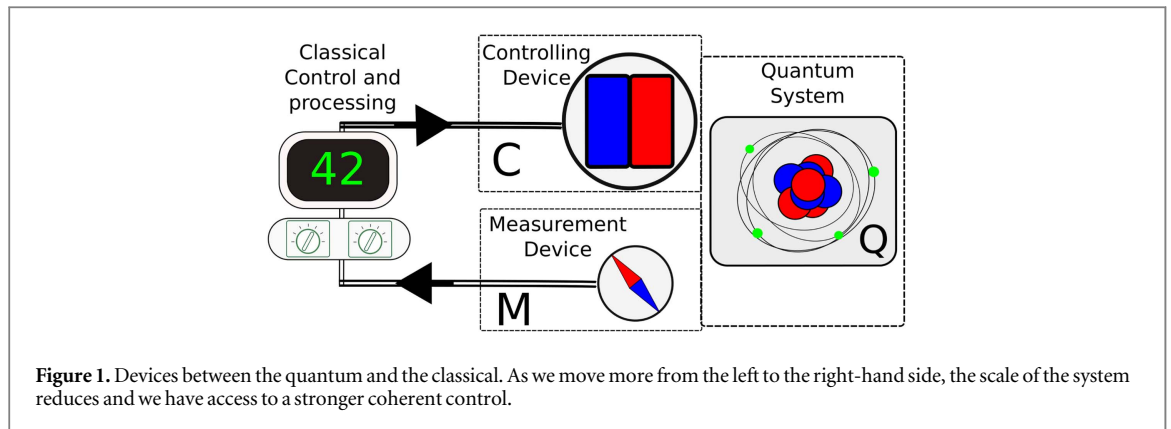 Classical
Control and
processing
42
Controlling
Device
C
Measurement
Device
M
Quantum
System
Q
Figure 1. Devices between the quantum and the classical. As we move more from the left to the right-hand side, the scale of the system
reduces and we have access to a stronger coherent control.